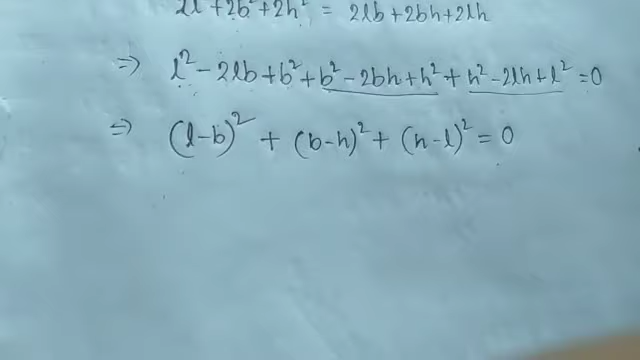 2l² + 2b² + 2h² = 2lb + 2bh + 2lh
⇒ l² - 2lb + b² + b² - 2bh + h² + h² - 2lh + l² = 0
⇒ (l-b)² + (b-h)² + (h-l)² = 0